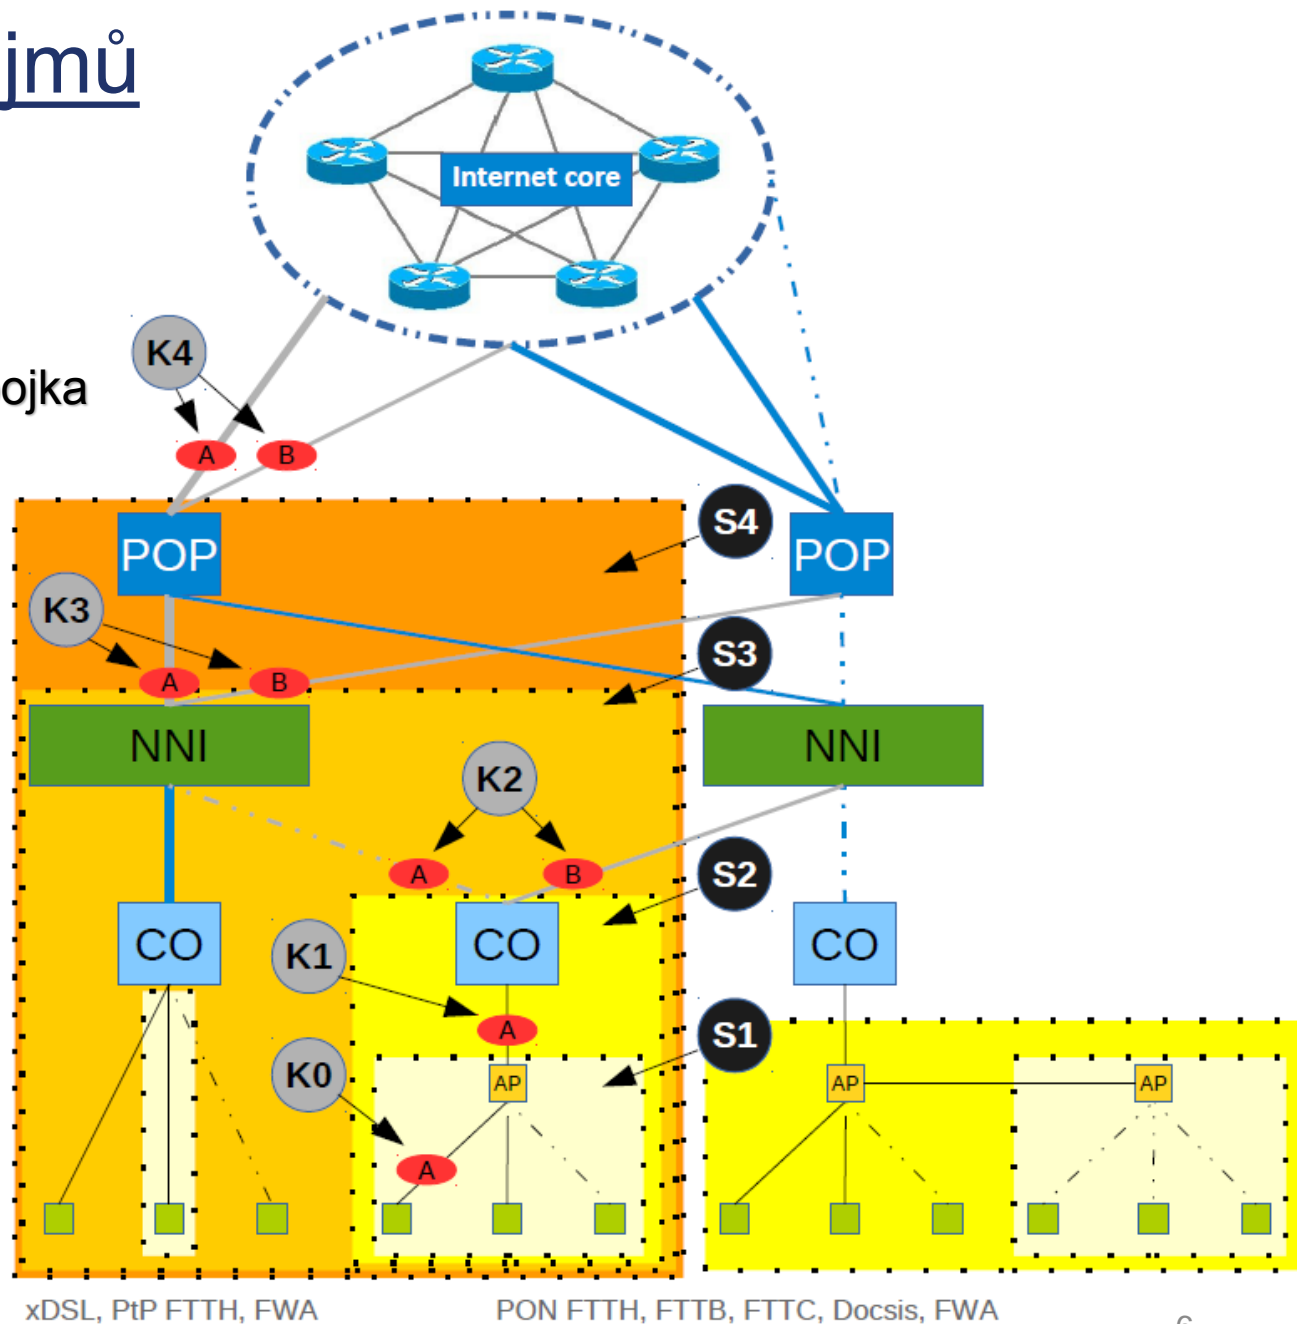 jmů
Internet core
K4
ojka
A
B
S4
POP
POP
K3
S3
A
B
NNI
NNI
K2
A
B
S2
CO
CO
CO
K1
A
S1
K0
AP
AP
AP
A
xDSL, PtP FTTH, FWA
PON FTTH, FTTB, FTTC, Docsis, FWA